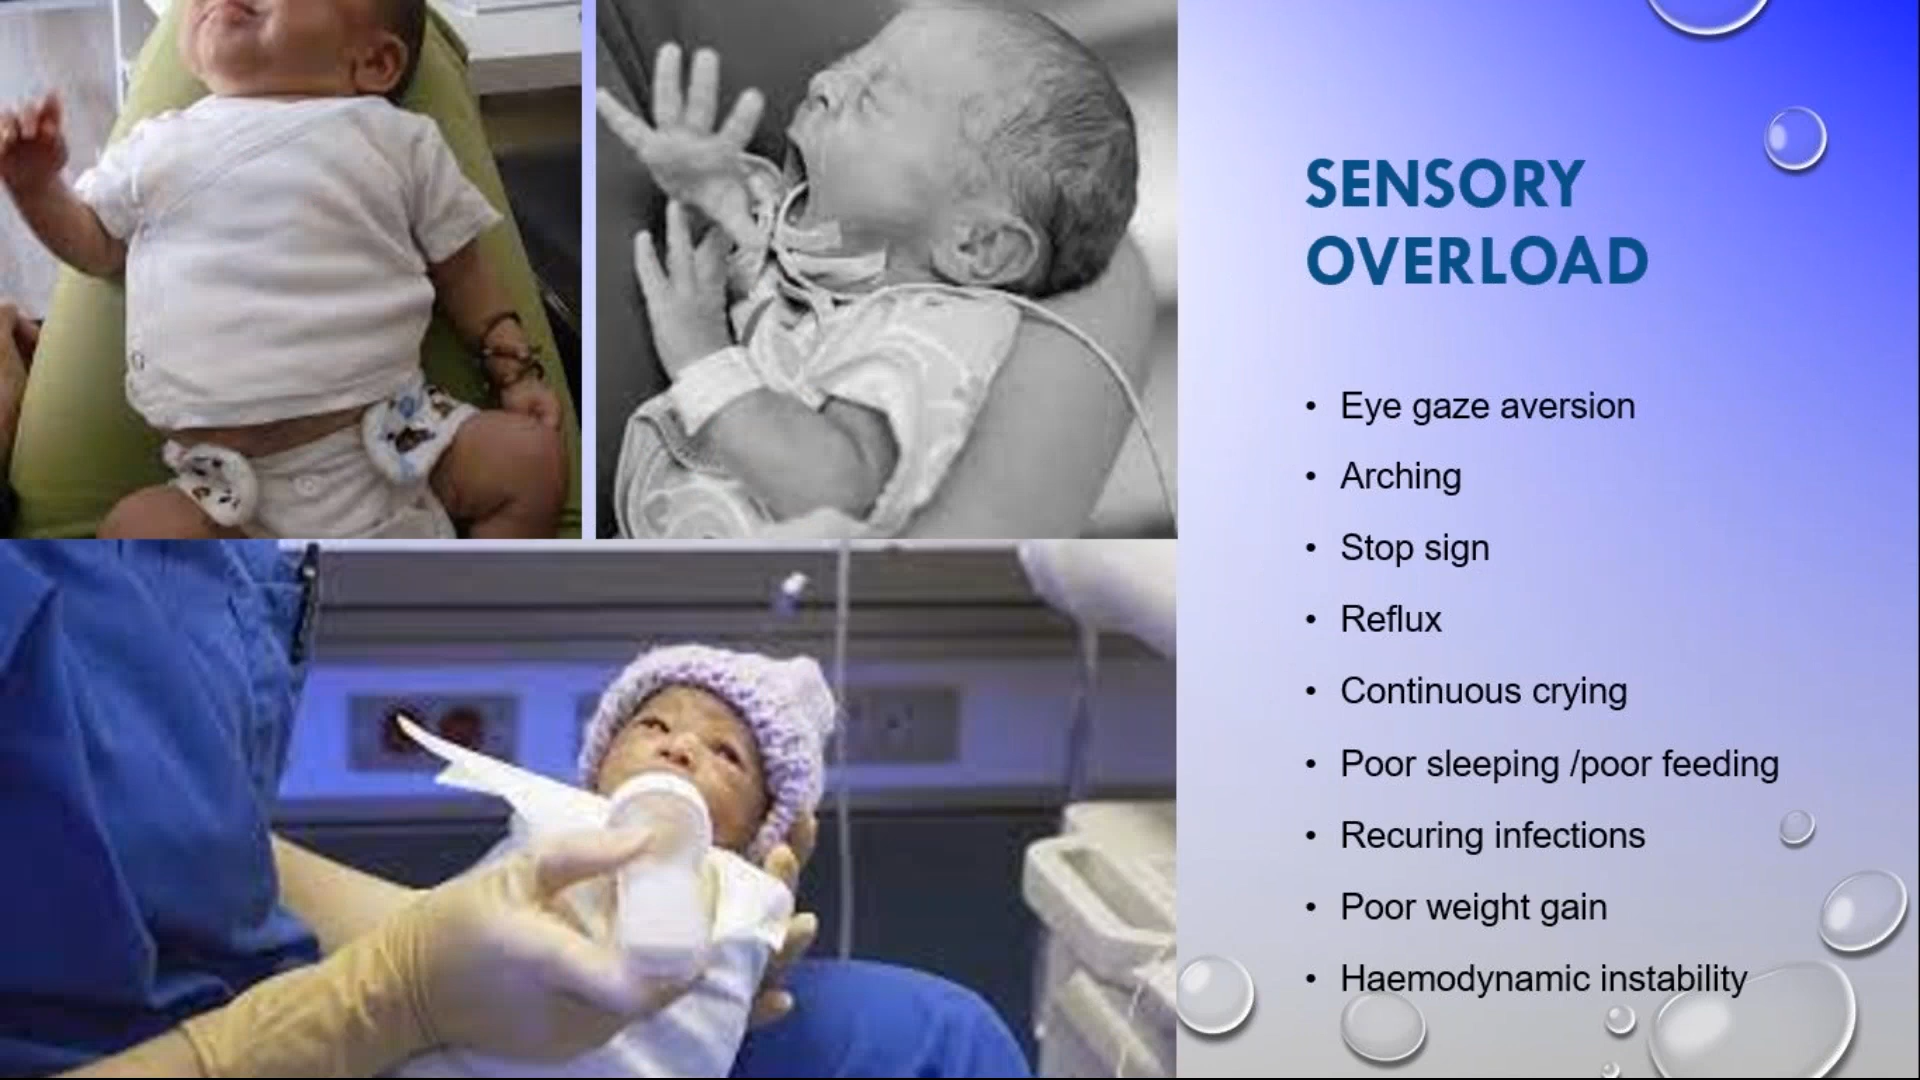 SENSORY
OVERLOAD
• Eye gaze aversion
• Arching
• Stop sign
• Reflux
• Continuous crying
• Poor sleeping /poor feeding
• Recuring infections
• Poor weight gain
• Haemodynamic instability